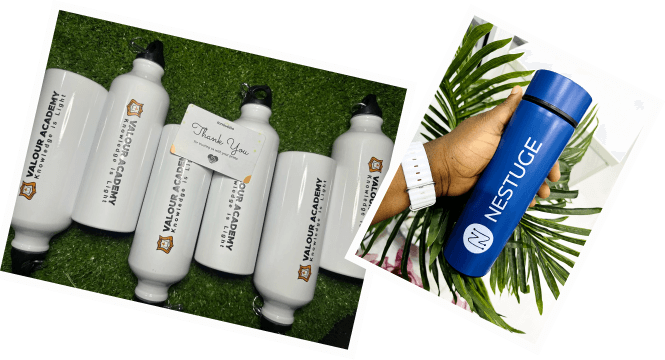 VALOUR ACADEMY
Knowledge is Light
VALOUR ACADEMY
Knowledge is Light
VALOUR ACADEMY
Knowledge is Light
Thank You
VALOUR ACADEMY
Knowledge is Light
VALOUR ACADEMY
Knowledge is Light
VALOUR
NESTUGE
N